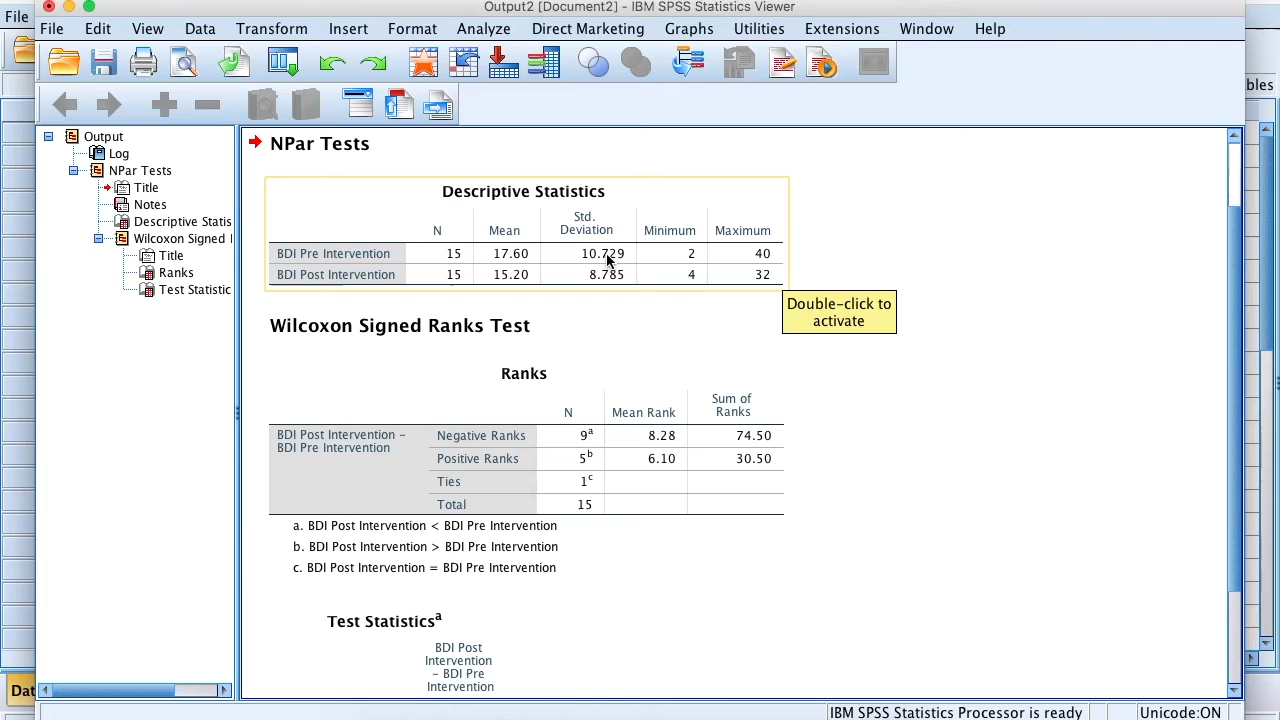 Output2 [Document2] - IBM SPSS Statistics Viewer
File
File Edit View Data Transform Insert Format Analyze Direct Marketing Graphs Utilities Extensions Window Help
bles
Output
Log
NPar Tests
Title
Notes
Descriptive Statis
Wilcoxon Signed
Title
Ranks
Test Statistic
NPar Tests
Descriptive Statistics
N Mean Std. Deviation Minimum Maximum
BDI Pre Intervention 15 17.60 10.729 2 40
BDI Post Intervention 15 15.20 8.785 4 32
Double-click to
activate
Wilcoxon Signed Ranks Test
Ranks
N Mean Rank Sum of Ranks
BDI Post Intervention –
BDI Pre Intervention
Negative Ranks 9a 8.28 74.50
Positive Ranks 5b 6.10 30.50
Ties 1c
Total 15
a. BDI Post Intervention < BDI Pre Intervention
b. BDI Post Intervention > BDI Pre Intervention
c. BDI Post Intervention = BDI Pre Intervention
Test Statisticsa
BDI Post
Intervention
– BDI Pre
Intervention
Dat
IBM SPSS Statistics Processor is ready
Unicode:ON